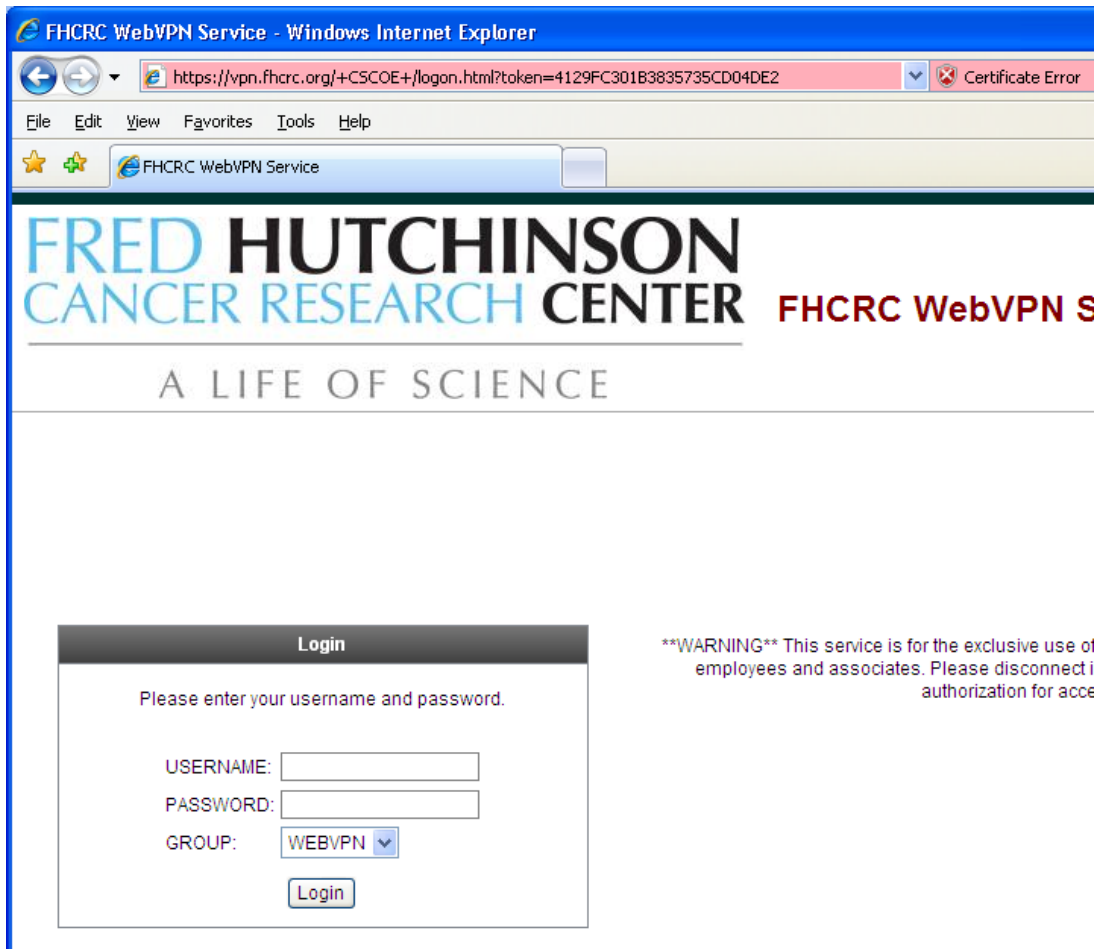 FHCRC WebVPN Service - Windows Internet Explorer
https://vpn.fhcrc.org/+CSCOE+/logon.html?token=4129FC301B3835735CD04DE2
Certificate Error
File Edit View Favorites Tools Help
FHCRC WebVPN Service
FRED HUTCHINSON
CANCER RESEARCH CENTER
FHCRC WebVPN S
A LIFE OF SCIENCE
Login
Please enter your username and password.
USERNAME:
PASSWORD:
GROUP: WEBVPN
Login
**WARNING** This service is for the exclusive use of
employees and associates. Please disconnect i
authorization for acce